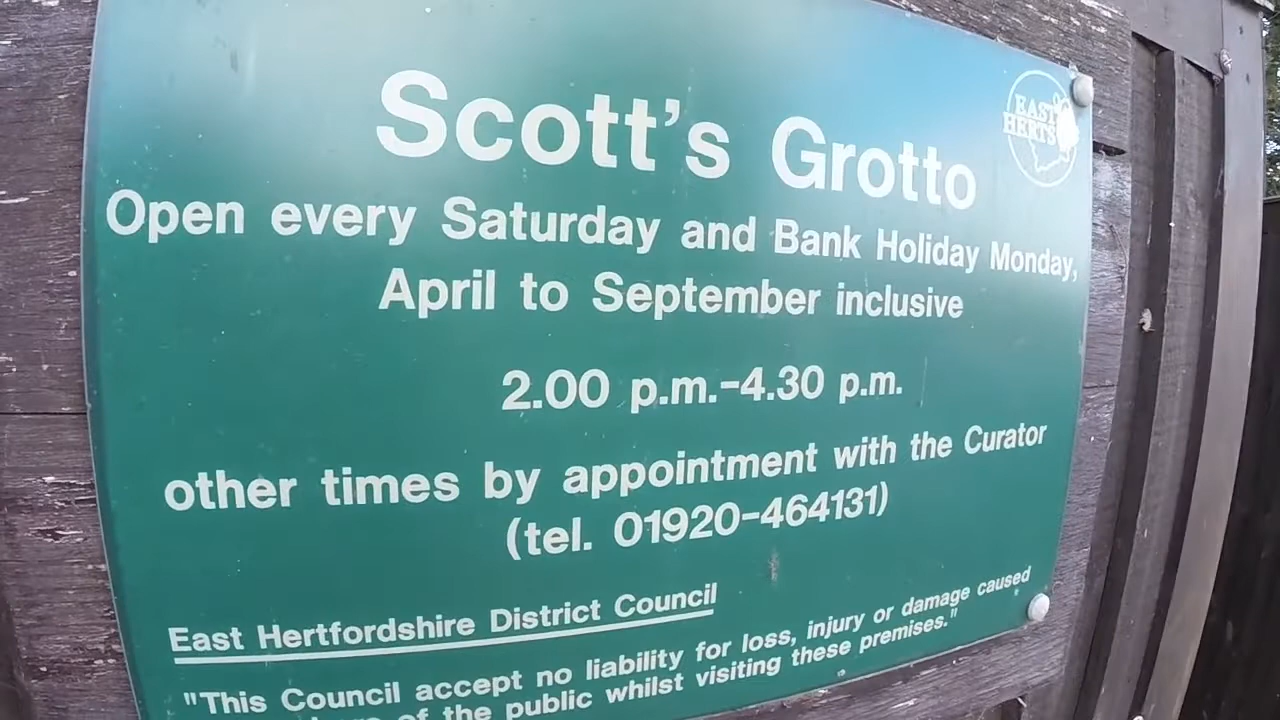 Scott's Grotto
EAST
HERTS
Open every Saturday and Bank Holiday Monday,
April to September inclusive
2.00 p.m.-4.30 p.m.
other times by appointment with the Curator
(tel. 01920-464131)
East Hertfordshire District Council
"This Council accept no liability for loss, injury or damage caused
of the public whilst visiting these premises."